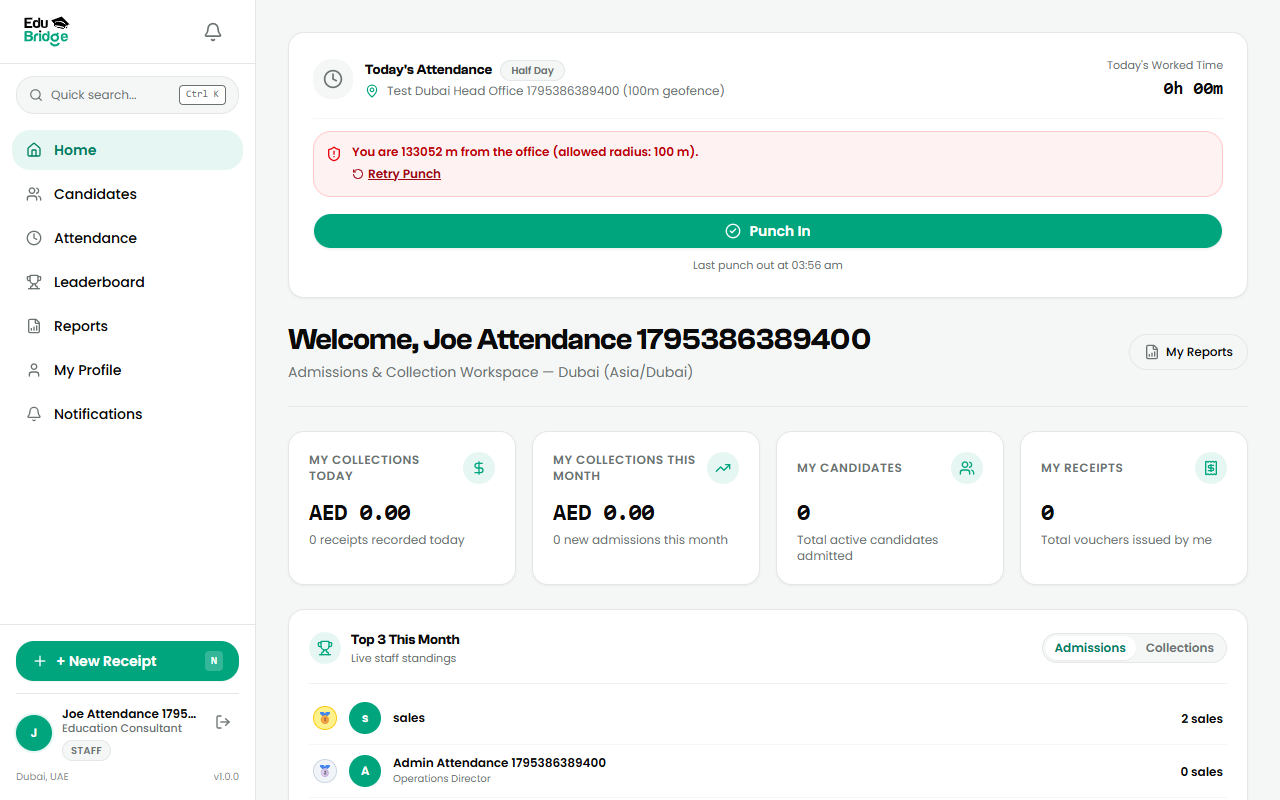 Edu
Bridge
Quick search...
Ctrl K
Home
Candidates
Attendance
Leaderboard
Reports
My Profile
Notifications
+ New Receipt
N
J
Joe Attendance 1795...
Education Consultant
STAFF
Dubai, UAE
v1.0.0
Today's Attendance
Half Day
Test Dubai Head Office 1795386389400 (100m geofence)
Today's Worked Time
0h 00m
You are 133052 m from the office (allowed radius: 100 m).
Retry Punch
Punch In
Last punch out at 03:56 am
Welcome, Joe Attendance 1795386389400
Admissions & Collection Workspace — Dubai (Asia/Dubai)
My Reports
MY COLLECTIONS
TODAY
AED 0.00
0 receipts recorded today
MY COLLECTIONS THIS
MONTH
AED 0.00
0 new admissions this month
MY CANDIDATES
0
Total active candidates
admitted
MY RECEIPTS
0
Total vouchers issued by me
Top 3 This Month
Live staff standings
Admissions
Collections
s
sales
2 sales
A
Admin Attendance 1795386389400
Operations Director
0 sales